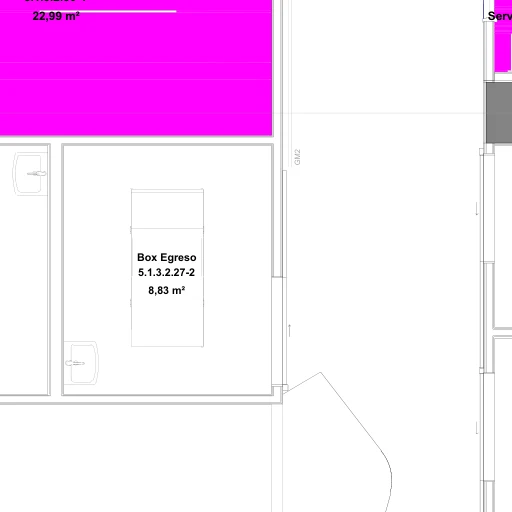 22,99 m²
Serv
GM2
Box Egreso
5.1.3.2.27-2
8,83 m²